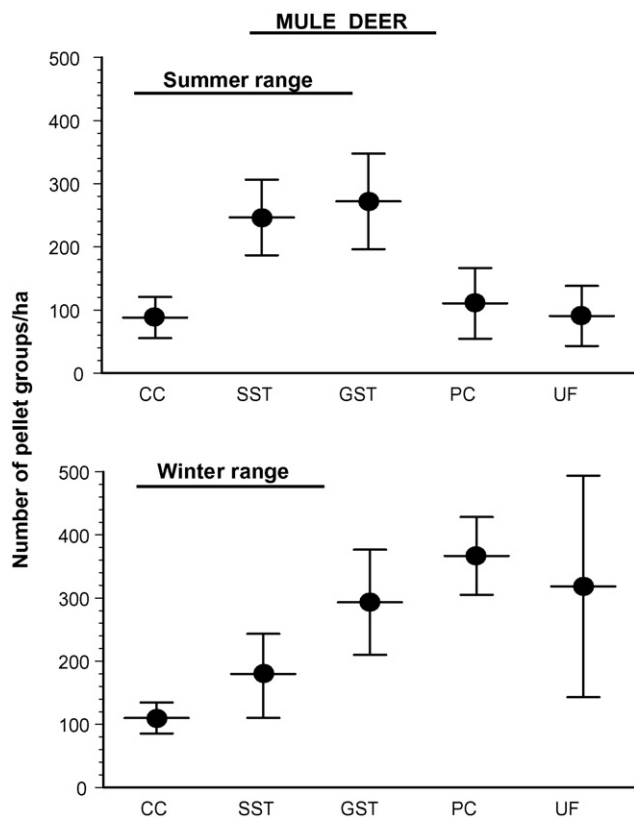 MULE DEER
Summer range
500
400
300
200
100
0
CC SST GST PC UF
Number of pellet groups/ha
Winter range
500
400
300
200
100
0
CC SST GST PC UF